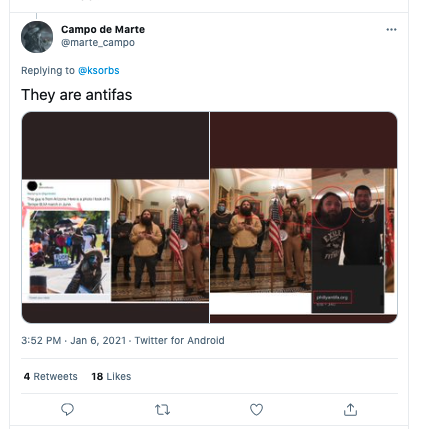 Campo de Marte
@marte_campo
Replying to @ksorbs
They are antifas
phillyantifa.org
3:52 PM · Jan 6, 2021 · Twitter for Android
4 Retweets 18 Likes